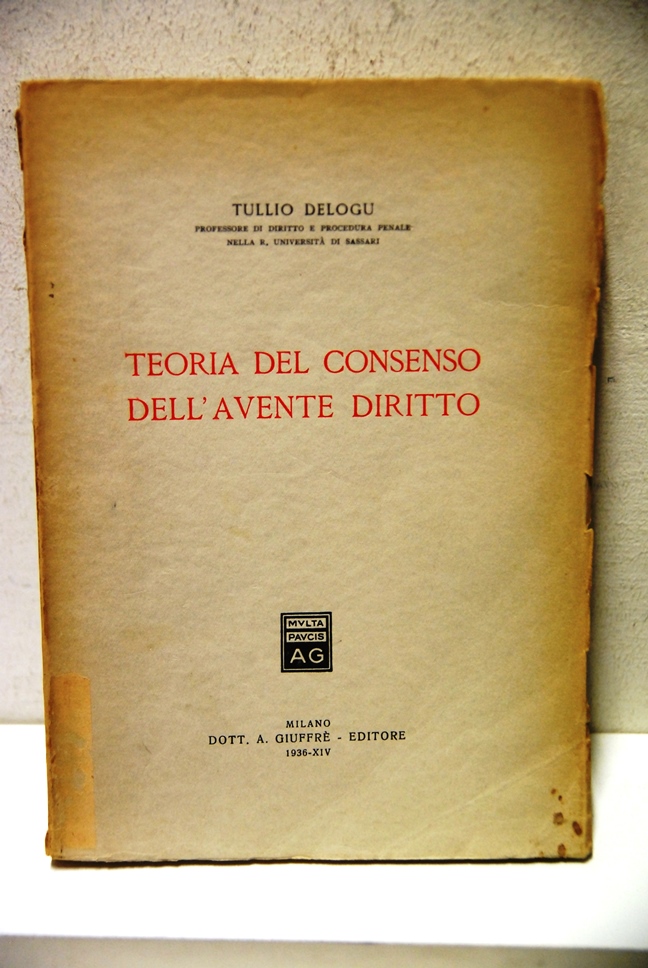 TULLIO DELOGU
PROFESSORE DI DIRITTO E PROCEDURA PENALE
NELLA R. UNIVERSITÀ DI SASSARI
TEORIA DEL CONSENSO
DELL'AVENTE DIRITTO
MVLTA
PAVCIS
AG
MILANO
DOTT. A. GIUFFRÈ - EDITORE
1936-XIV